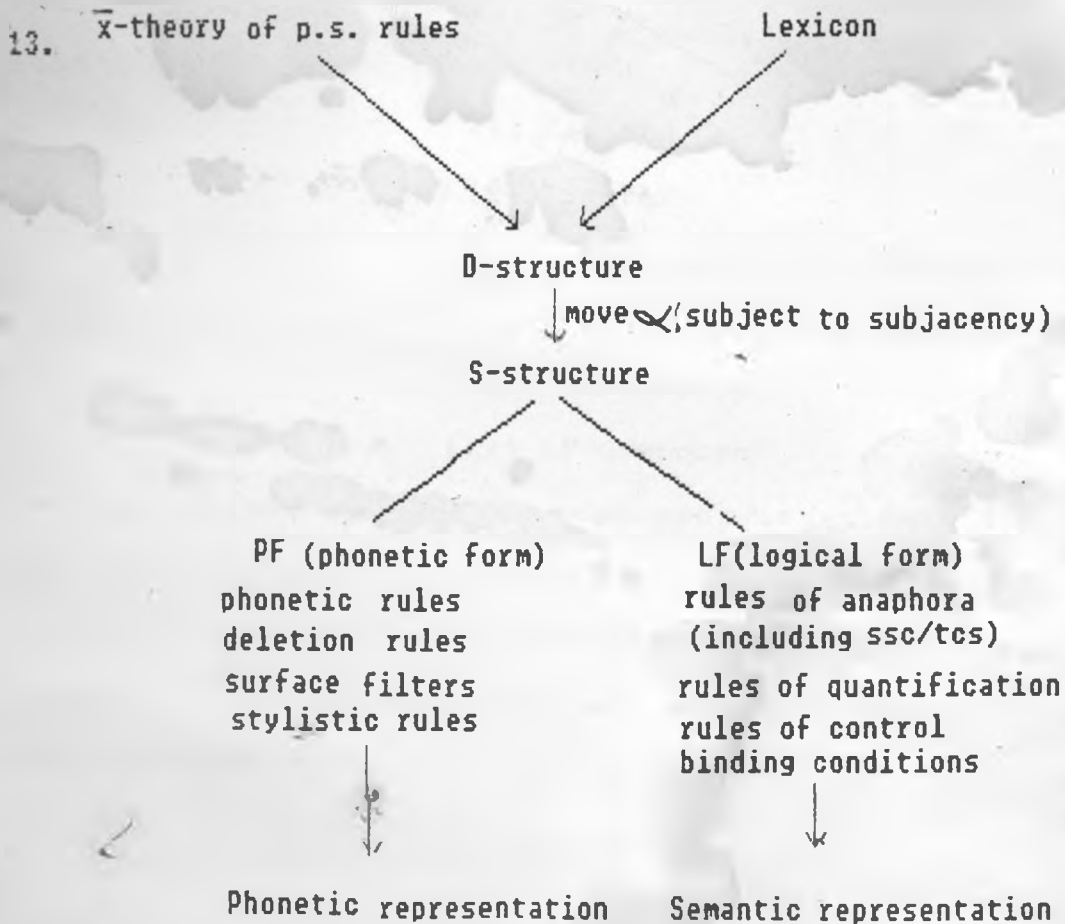 13. x̄-theory of p.s. rules Lexicon
D-structure
move α (subject to subjacency)
S-structure
PF (phonetic form)
phonetic rules
deletion rules
surface filters
stylistic rules
LF(logical form)
rules of anaphora
(including ssc/tcs)
rules of quantification
rules of control
binding conditions
Phonetic representation
Semantic representation